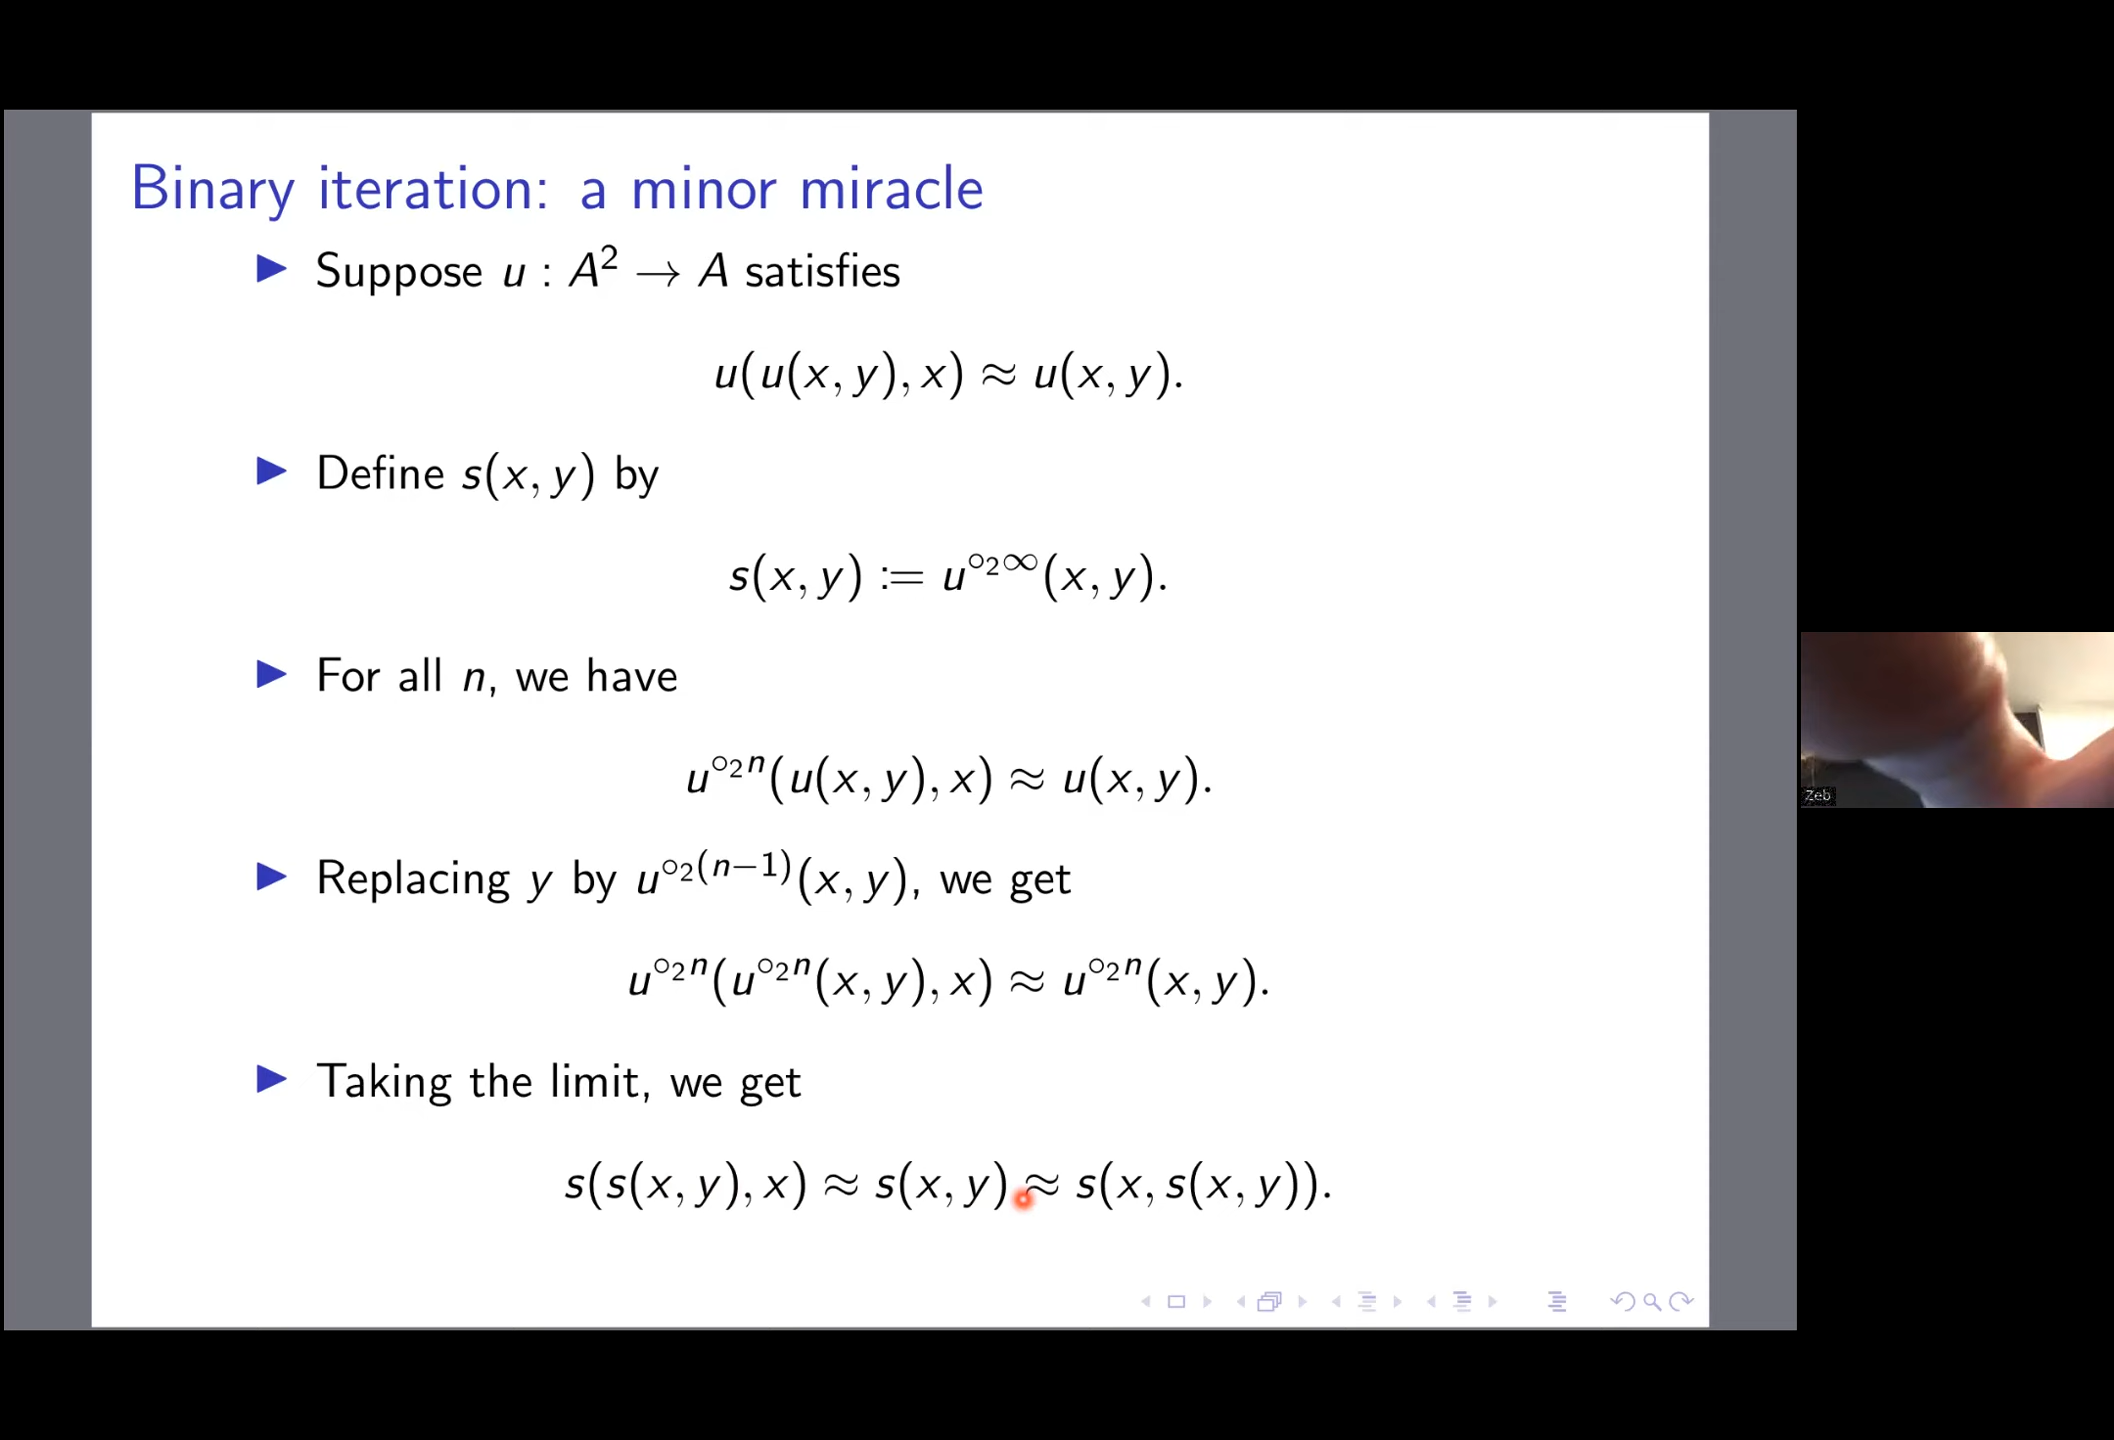 Binary iteration: a minor miracle
▶ Suppose u : A² → A satisfies
u(u(x, y), x) ≈ u(x, y).
▶ Define s(x, y) by
s(x, y) := u^{∘₂∞}(x, y).
▶ For all n, we have
u^{∘₂n}(u(x, y), x) ≈ u(x, y).
▶ Replacing y by u^{∘₂(n−1)}(x, y), we get
u^{∘₂n}(u^{∘₂n}(x, y), x) ≈ u^{∘₂n}(x, y).
▶ Taking the limit, we get
s(s(x, y), x) ≈ s(x, y) ≈ s(x, s(x, y)).
Zeb